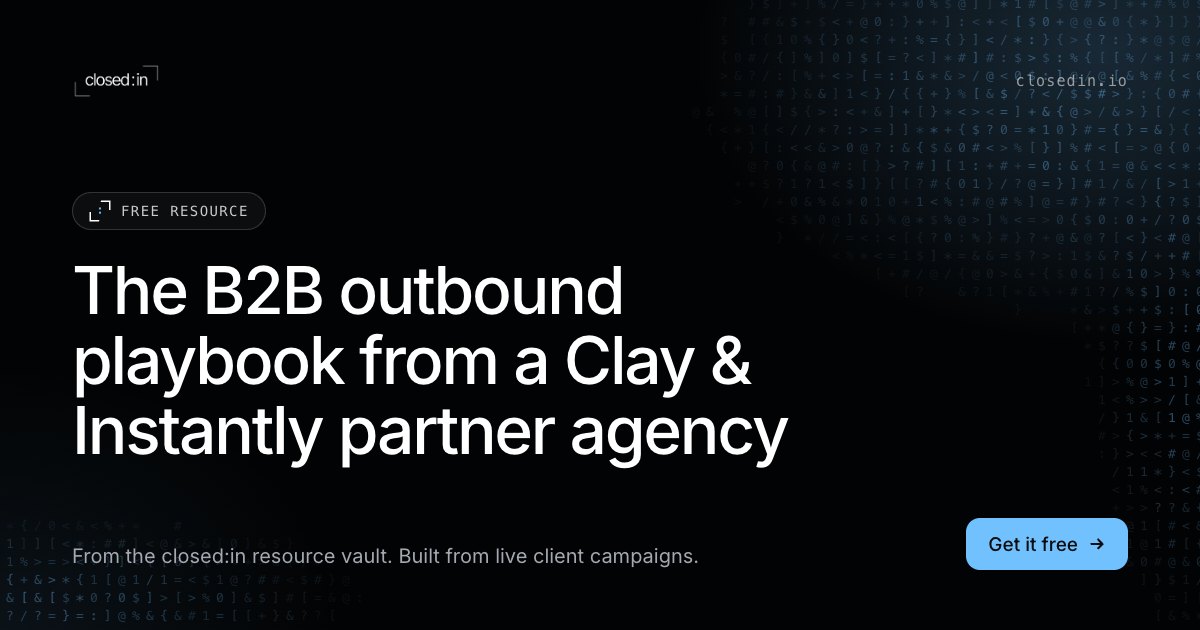 closed:in
closedin.io
FREE RESOURCE
The B2B outbound
playbook from a Clay &
Instantly partner agency
From the closed:in resource vault. Built from live client campaigns.
Get it free →